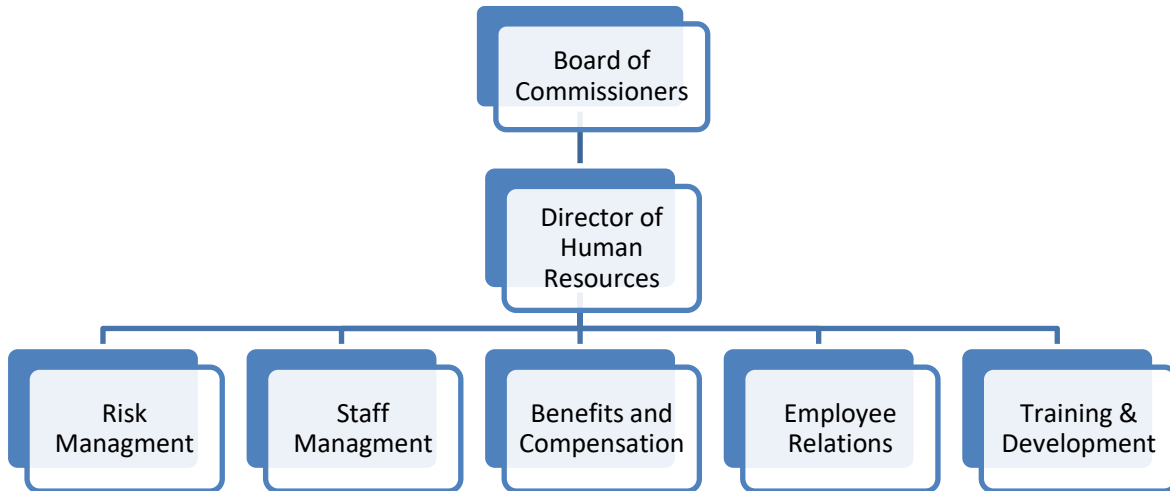 Board of
Commissioners
Director of
Human
Resources
Risk
Managment
Staff
Managment
Benefits and
Compensation
Employee
Relations
Training &
Development